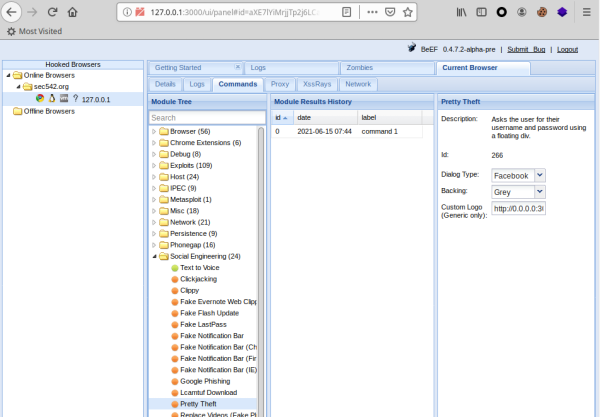 127.0.0.1:3000/ui/panel#id=aXE7lYiMrjjTp2j6LC
Most Visited
BeEF 0.4.7.2-alpha-pre | Submit Bug | Logout
Hooked Browsers
Online Browsers
sec542.org
? 127.0.0.1
Offline Browsers
Getting Started Logs Zombies Current Browser
Details Logs Commands Proxy XssRays Network
Module Tree
Search
Browser (56)
Chrome Extensions (6)
Debug (8)
Exploits (109)
Host (24)
IPEC (9)
Metasploit (1)
Misc (18)
Network (21)
Persistence (9)
Phonegap (16)
Social Engineering (24)
Text to Voice
Clickjacking
Clippy
Fake Evernote Web Clipp
Fake Flash Update
Fake LastPass
Fake Notification Bar
Fake Notification Bar (Ch
Fake Notification Bar (Fir
Fake Notification Bar (IE)
Google Phishing
Lcamtuf Download
Pretty Theft
Replace Videos (Fake Pl
Module Results History
id date label
0 2021-06-15 07:44 command 1
Pretty Theft
Description: Asks the user for their
username and password using
a floating div.
Id: 266
Dialog Type: Facebook
Backing: Grey
Custom Logo
(Generic only): http://0.0.0.0:30